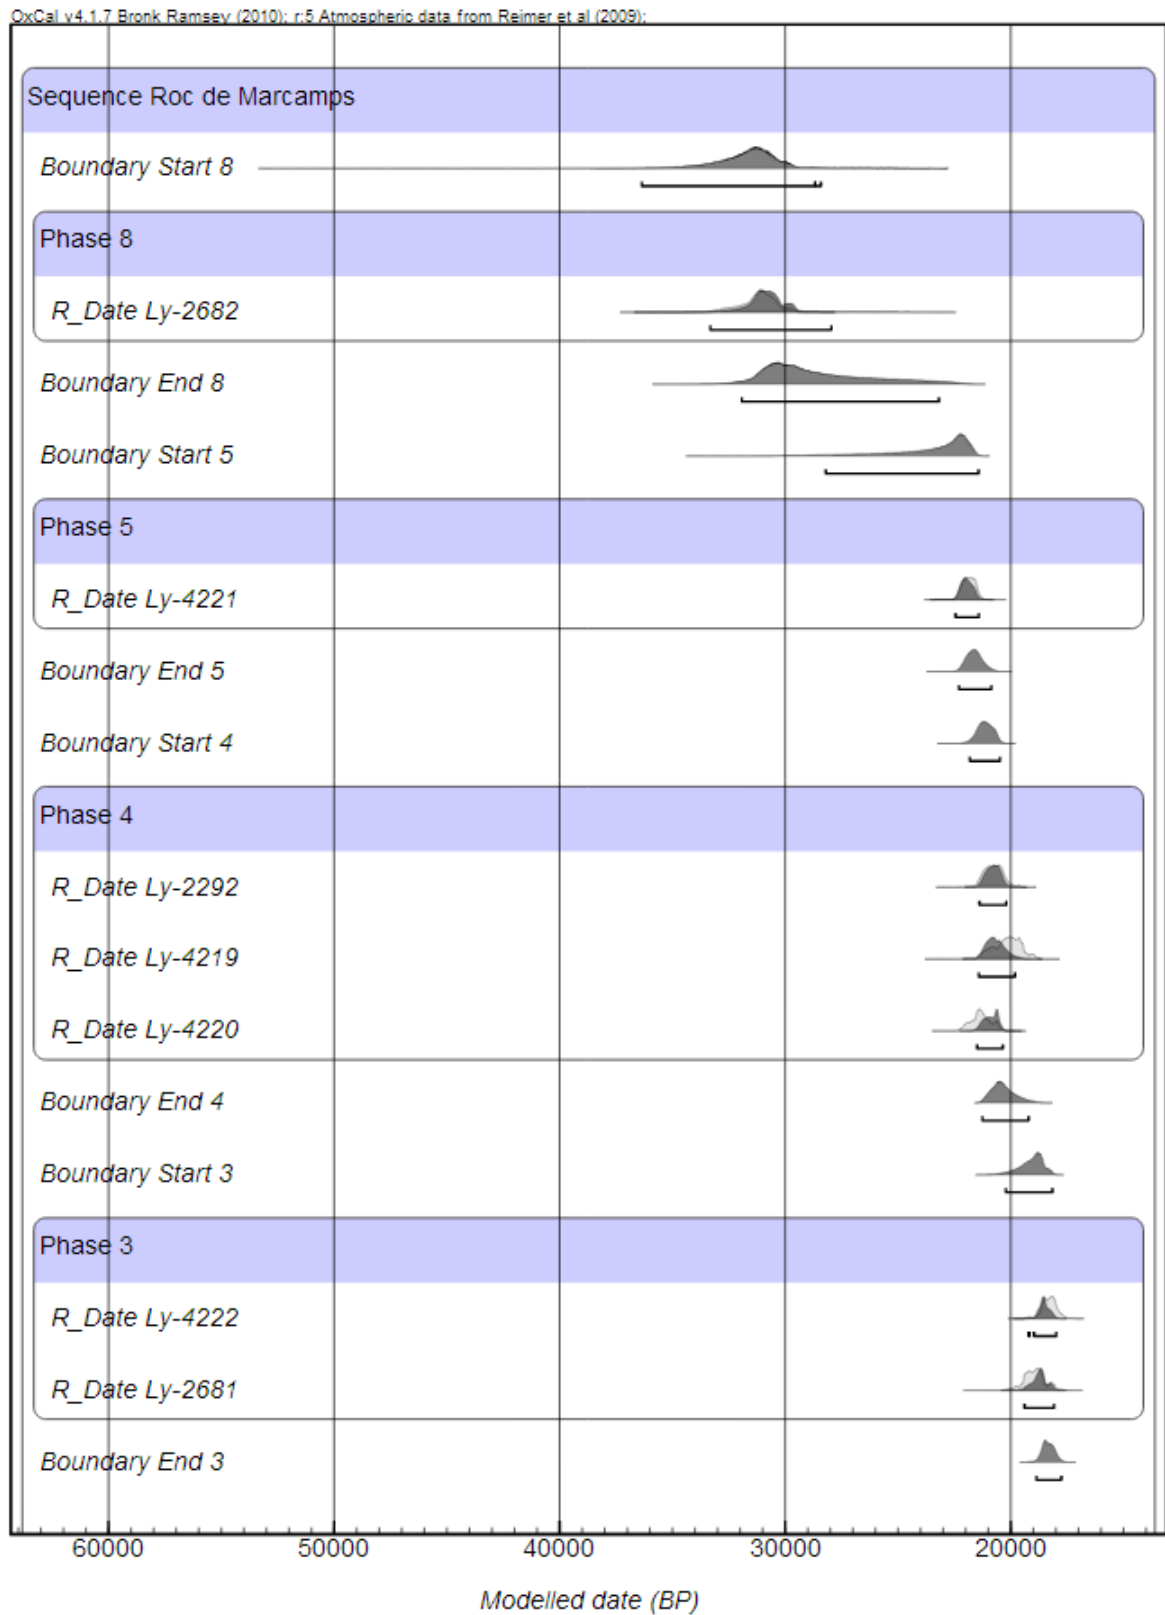 OxCal v4.1.7 Bronk Ramsey (2010); r:5 Atmospheric data from Reimer et al (2009);
Sequence Roc de Marcamps
Boundary Start 8
Phase 8
R_Date Ly-2682
Boundary End 8
Boundary Start 5
Phase 5
R_Date Ly-4221
Boundary End 5
Boundary Start 4
Phase 4
R_Date Ly-2292
R_Date Ly-4219
R_Date Ly-4220
Boundary End 4
Boundary Start 3
Phase 3
R_Date Ly-4222
R_Date Ly-2681
Boundary End 3
60000 50000 40000 30000 20000
Modelled date (BP)